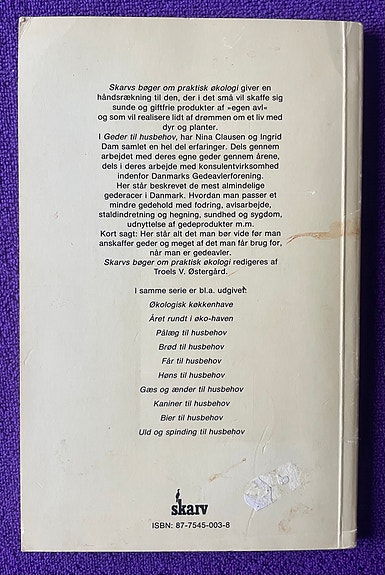 Skarvs bøger om praktisk økologi giver en
håndsrækning til den, der i det små vil skaffe sig
sunde og giftfrie produkter af »egen avl«
og som vil realisere lidt af drømmen om et liv med
dyr og planter.
I Geder til husbehov, har Nina Clausen og Ingrid
Dam samlet en hel del erfaringer. Dels gennem
arbejdet med deres egne geder gennem årene,
dels i deres arbejde med konsulentvirksomhed
indenfor Danmarks Gedeavlerforening.
Her står beskrevet de mest almindelige
gederacer i Danmark. Hvordan man passer et
mindre gedehold med fodring, avlsarbejde,
staldindretning og hegning, sundhed og sygdom,
udnyttelse af gedeprodukter m.m.
Kort sagt: Her står alt det man bør vide før man
anskaffer geder og meget af det man får brug for,
når man er gedeavler.
Skarvs bøger om praktisk økologi redigeres af
Troels V. Østergård.
I samme serie er bl.a. udgivet:
Økologisk køkkenhave
Året rundt i øko-haven
Pålæg til husbehov
Brød til husbehov
Får til husbehov
Høns til husbehov
Gæs og ænder til husbehov
Kaniner til husbehov
Bier til husbehov
Uld og spinding til husbehov
skarv
ISBN: 87-7545-003-8